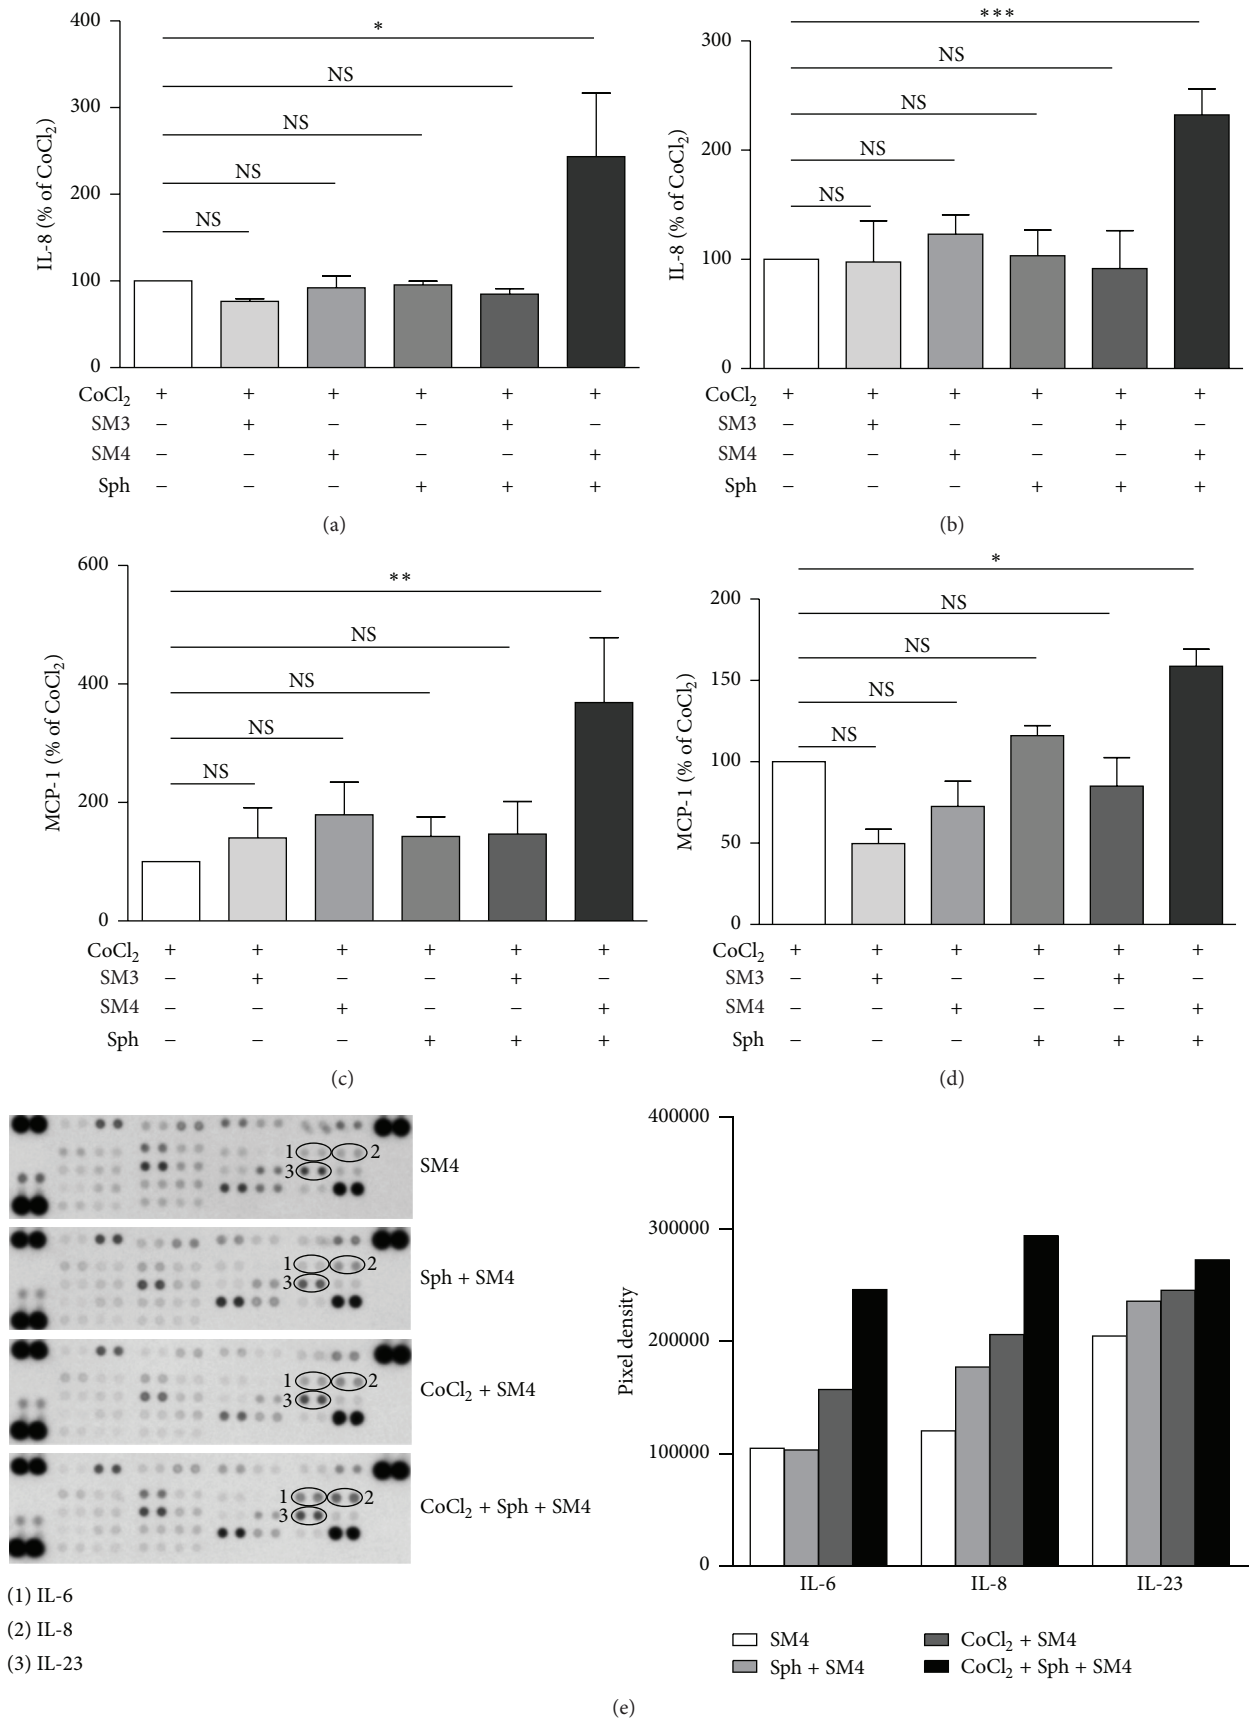 400
300
200
100
0
IL-8 (% of CoCl2)
*
NS
NS
NS
NS
CoCl2 + + + + + +
SM3 − + − − + −
SM4 − − + − − +
Sph − − − + + +
(a)
300
200
100
0
IL-8 (% of CoCl2)
***
NS
NS
NS
NS
CoCl2 + + + + + +
SM3 − + − − + −
SM4 − − + − − +
Sph − − − + + +
(b)
600
400
200
0
MCP-1 (% of CoCl2)
**
NS
NS
NS
NS
CoCl2 + + + + + +
SM3 − + − − + −
SM4 − − + − − +
Sph − − − + + +
(c)
200
150
100
50
0
MCP-1 (% of CoCl2)
*
NS
NS
NS
NS
CoCl2 + + + + + +
SM3 − + − − + −
SM4 − − + − − +
Sph − − − + + +
(d)
1 2
3
SM4
1 2
3
Sph + SM4
1 2
3
CoCl2 + SM4
1 2
3
CoCl2 + Sph + SM4
(1) IL-6
(2) IL-8
(3) IL-23
400000
300000
200000
100000
0
Pixel density
IL-6 IL-8 IL-23
SM4
Sph + SM4
CoCl2 + SM4
CoCl2 + Sph + SM4
(e)